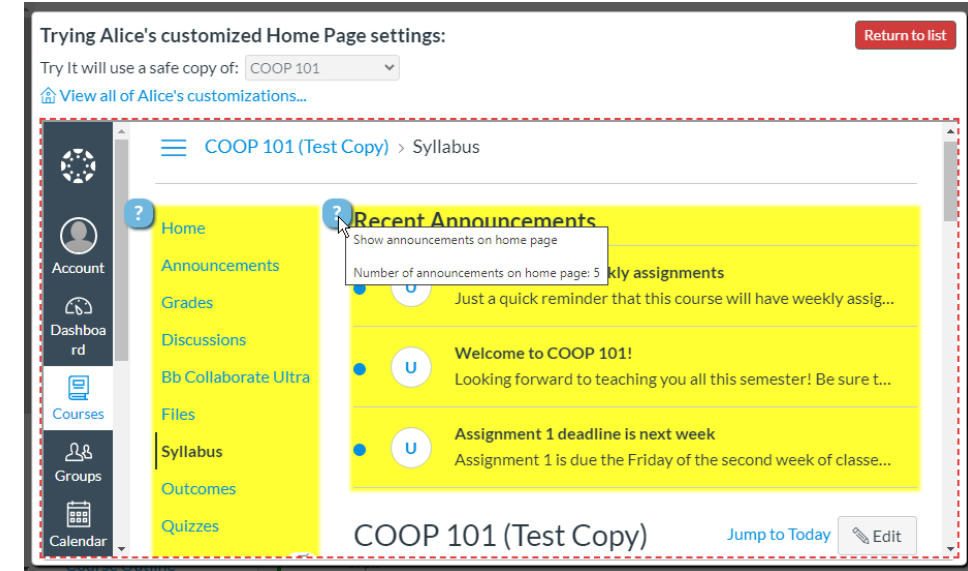 Trying Alice's customized Home Page settings:
Return to list
Try It will use a safe copy of: COOP 101
View all of Alice's customizations...
COOP 101 (Test Copy) > Syllabus
Account
Dashboa
rd
Courses
Groups
Calendar
?
Home
Announcements
Grades
Discussions
Bb Collaborate Ultra
Files
Syllabus
Outcomes
Quizzes
?
Recent Announcements
Show announcements on home page
Number of announcements on home page: 5
kly assignments
U
Just a quick reminder that this course will have weekly assig...
Welcome to COOP 101!
U
Looking forward to teaching you all this semester! Be sure t...
Assignment 1 deadline is next week
U
Assignment 1 is due the Friday of the second week of classe...
COOP 101 (Test Copy)
Jump to Today
Edit